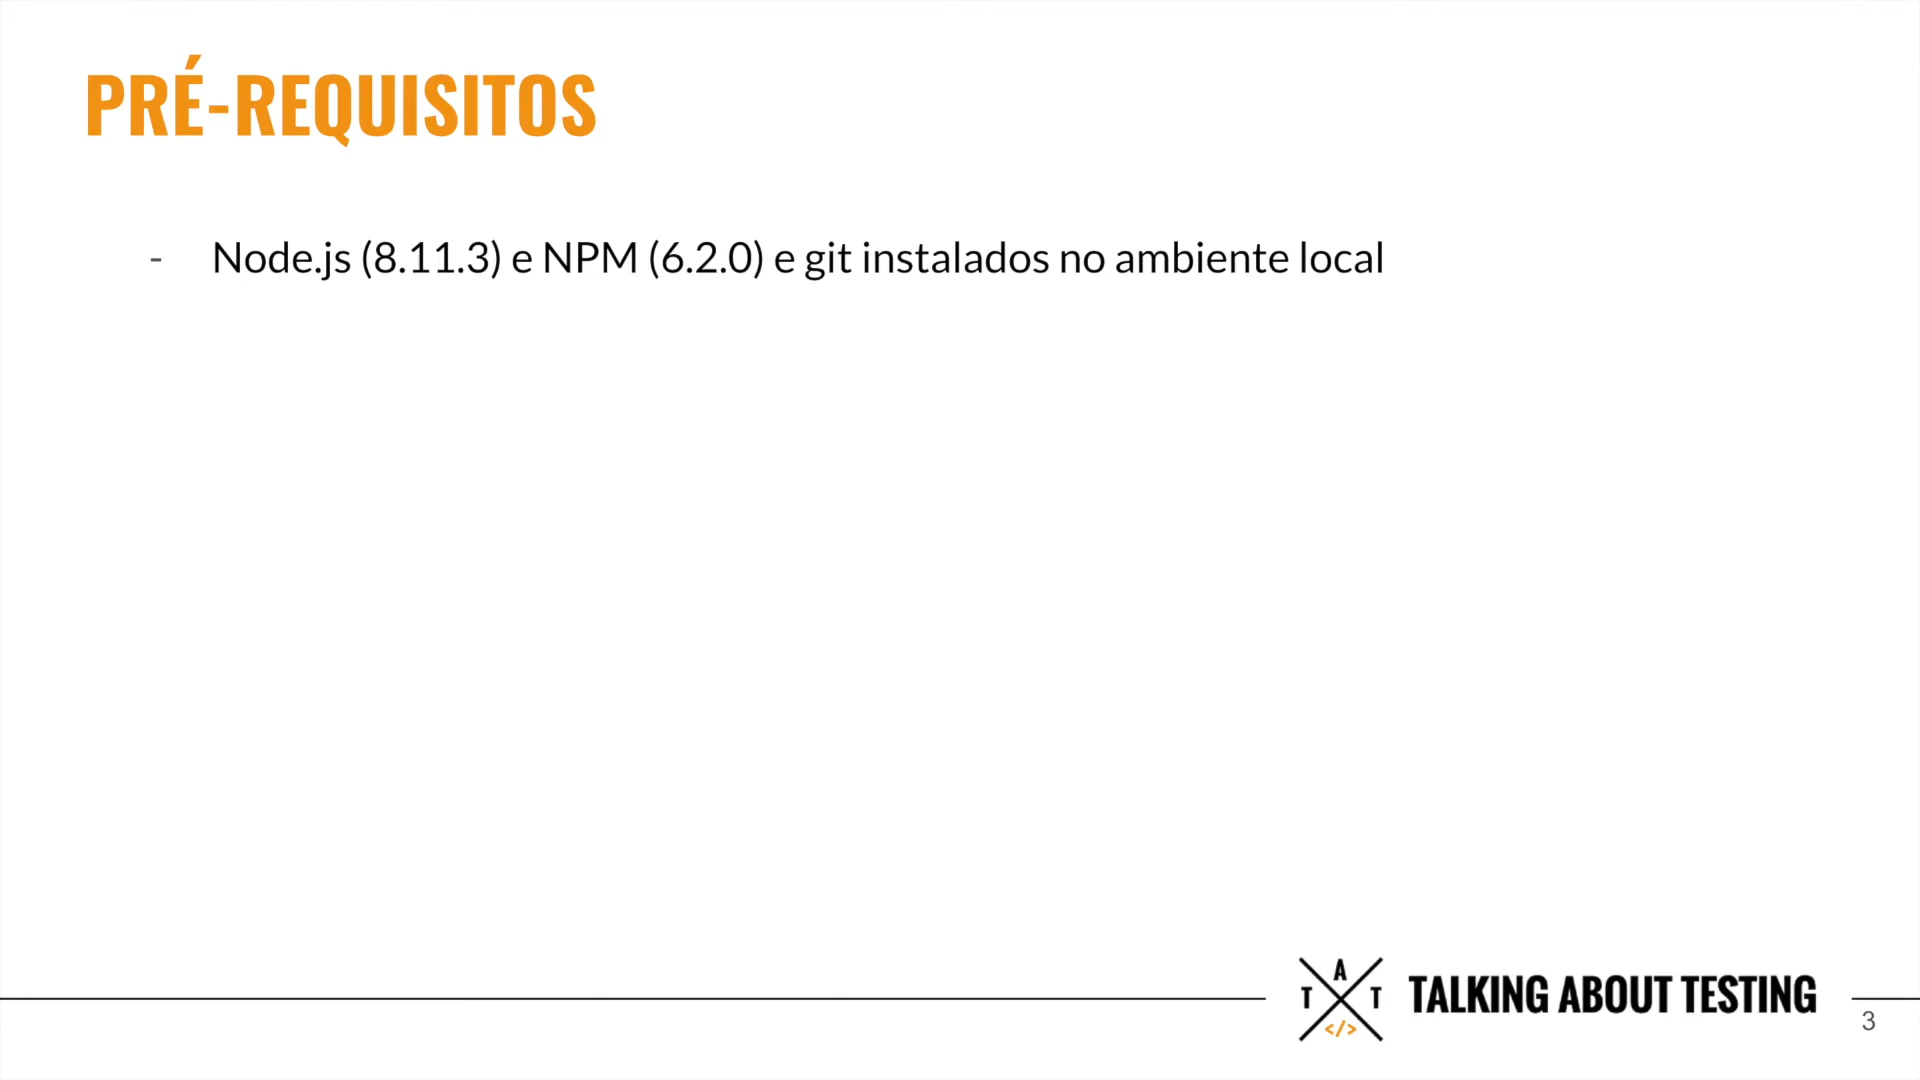 PRÉ-REQUISITOS
- Node.js (8.11.3) e NPM (6.2.0) e git instalados no ambiente local
A
T T
</>
TALKING ABOUT TESTING
3